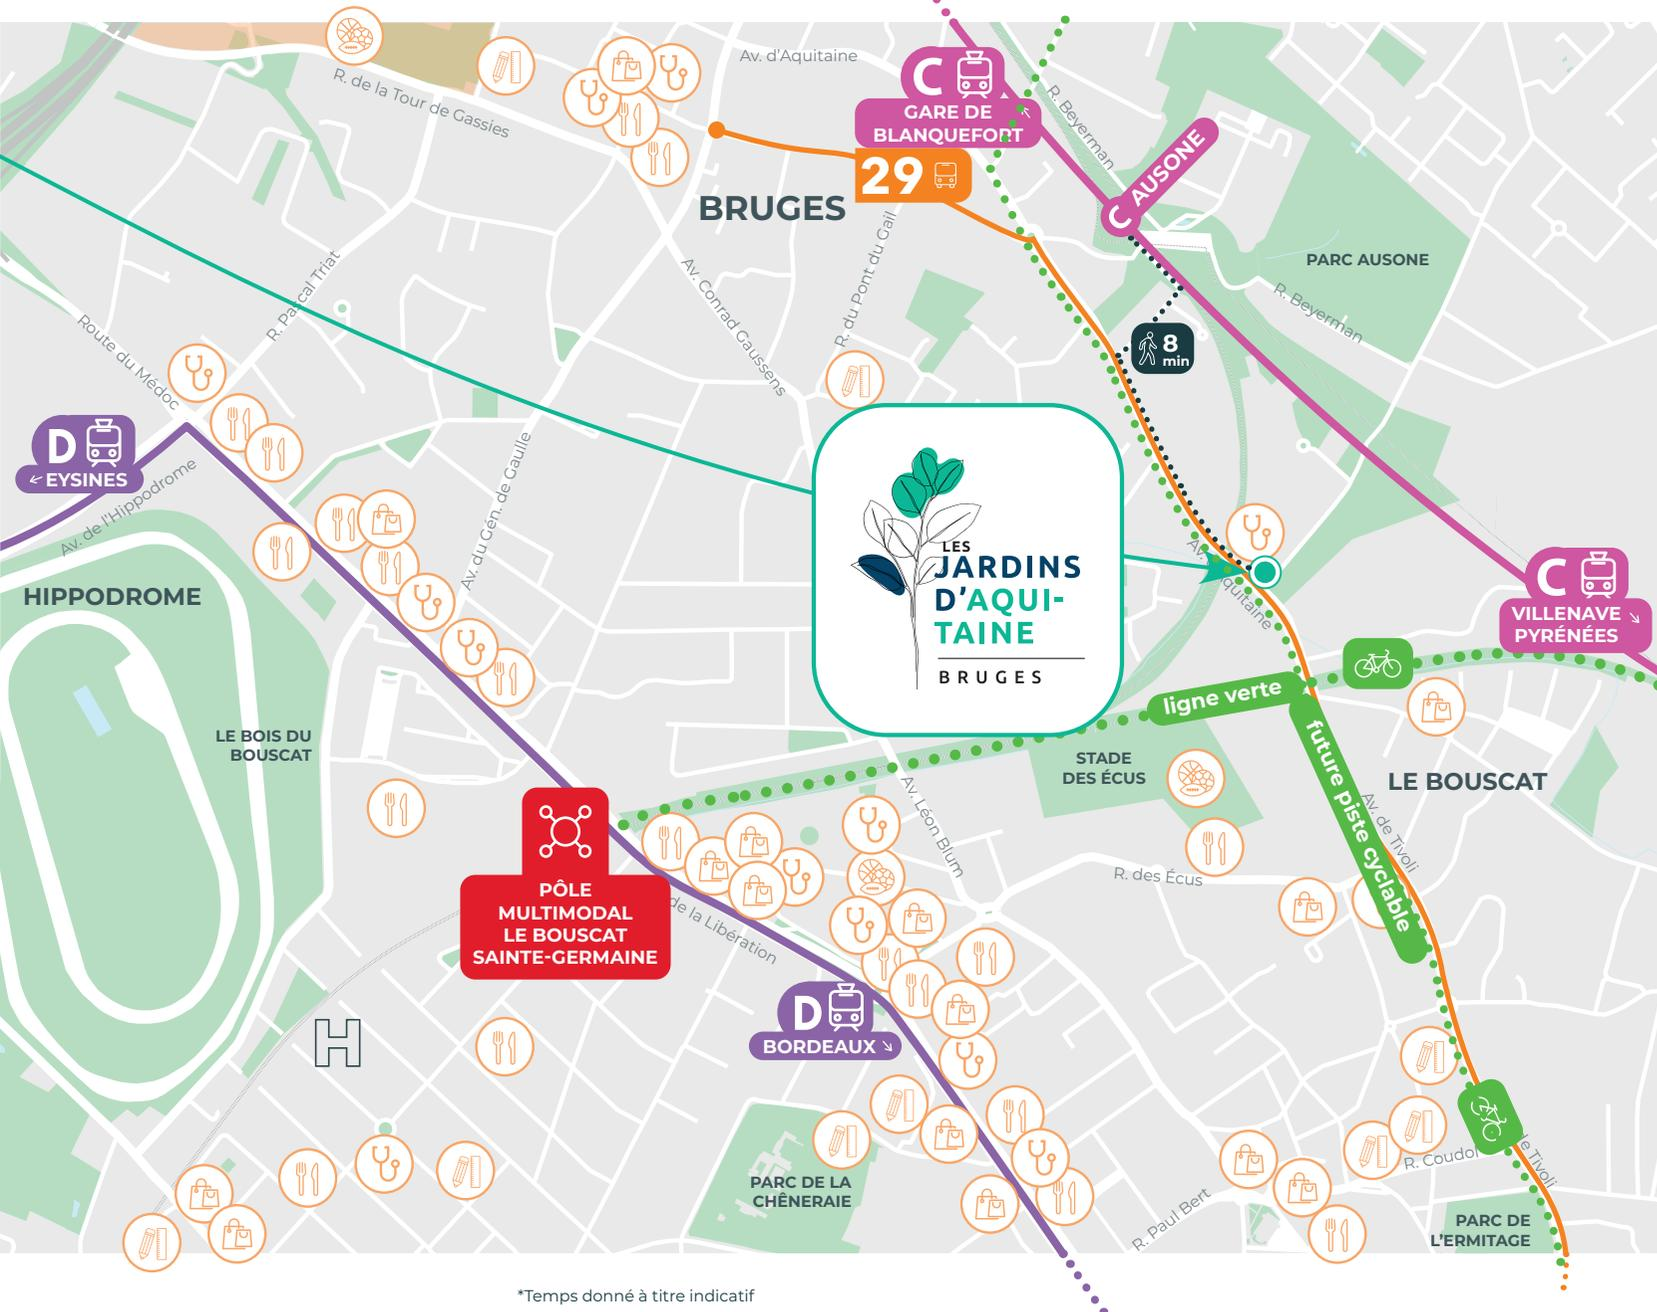 Av. d'Aquitaine
R. de la Tour de Gassies
C
GARE DE
BLANQUEFORT
R. Beyerman
C AUSONE
29
BRUGES
R. du Pont du Gail
PARC AUSONE
R. Beyerman
Av. Conrad Gaussens
R. Pascal Triat
Route du Médoc
8
min
D
← EYSINES
Av. de l'Hippodrome
Av. du Gén. de Gaulle
HIPPODROME
LES
JARDINS
D'AQUI-
TAINE
BRUGES
Av. d'Aquitaine
C
VILLENAVE
PYRÉNÉES
ligne verte
future piste cyclable
LE BOIS DU
BOUSCAT
STADE
DES ÉCUS
LE BOUSCAT
Av. Léon Blum
Av. de Tivoli
R. des Écus
PÔLE
MULTIMODAL
LE BOUSCAT
SAINTE-GERMAINE
de la Libération
D
BORDEAUX
H
PARC DE LA
CHÊNERAIE
R. Coudol
de Tivoli
R. Paul Bert
PARC DE
L'ERMITAGE
*Temps donné à titre indicatif